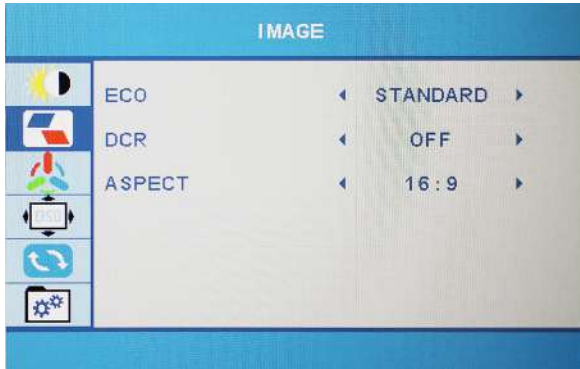 IMAGE
ECO STANDARD
DCR OFF
ASPECT 16:9
OSD